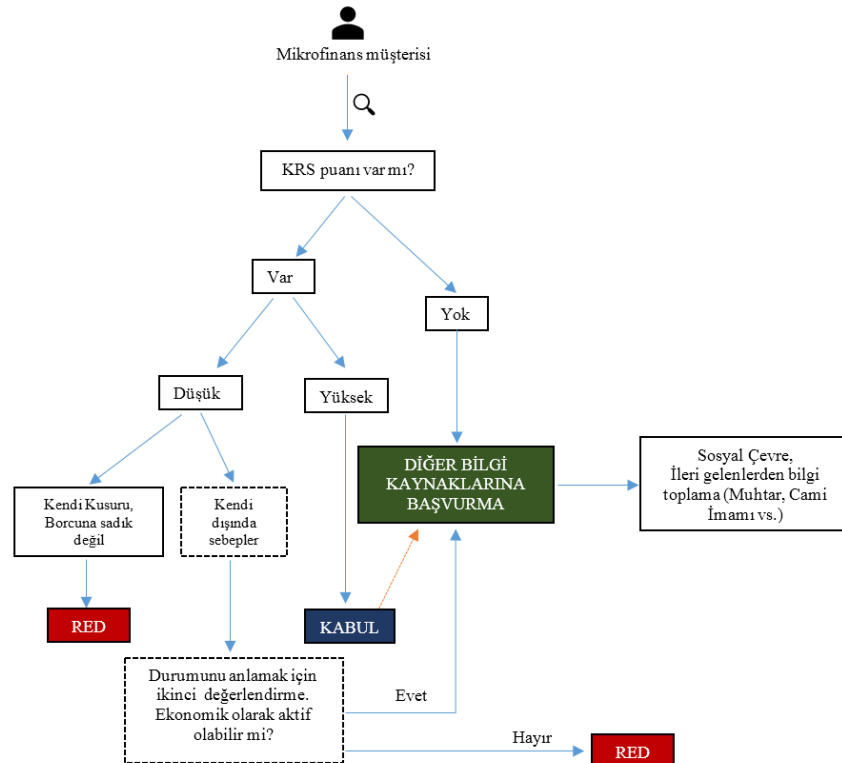 Mikrofinans müşterisi
KRS puanı var mı?
Var
Yok
Düşük
Yüksek
DİĞER BİLGİ
KAYNAKLARINA
BAŞVURMA
Sosyal Çevre,
İleri gelenlerden bilgi
toplama (Muhtar, Cami
İmamı vs.)
Kendi Kusuru,
Borcuna sadık
değil
Kendi
dışında
sebepler
RED
KABUL
Durumunu anlamak için
ikinci değerlendirme.
Ekonomik olarak aktif
olabilir mi?
Evet
Hayır
RED